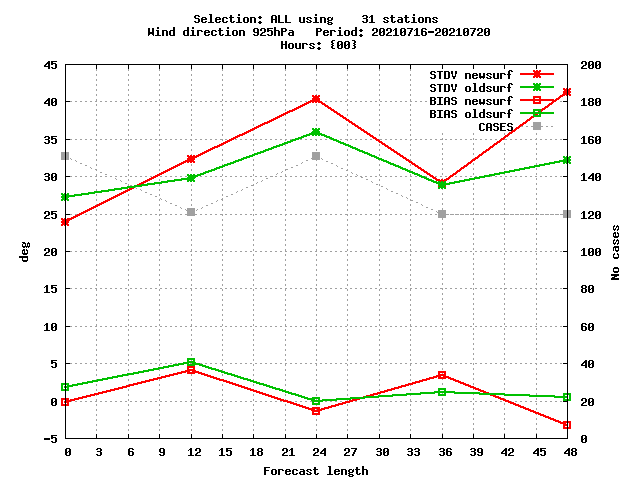 Selection: ALL using    31 stations
Wind direction 925hPa   Period: 20210716-20210720
Hours: {00}
STDV newsurf
STDV oldsurf
BIAS newsurf
BIAS oldsurf
CASES
45
40
35
30
25
20
15
10
5
0
-5
deg
200
180
160
140
120
100
80
60
40
20
0
No cases
0 3 6 9 12 15 18 21 24 27 30 33 36 39 42 45 48
Forecast length